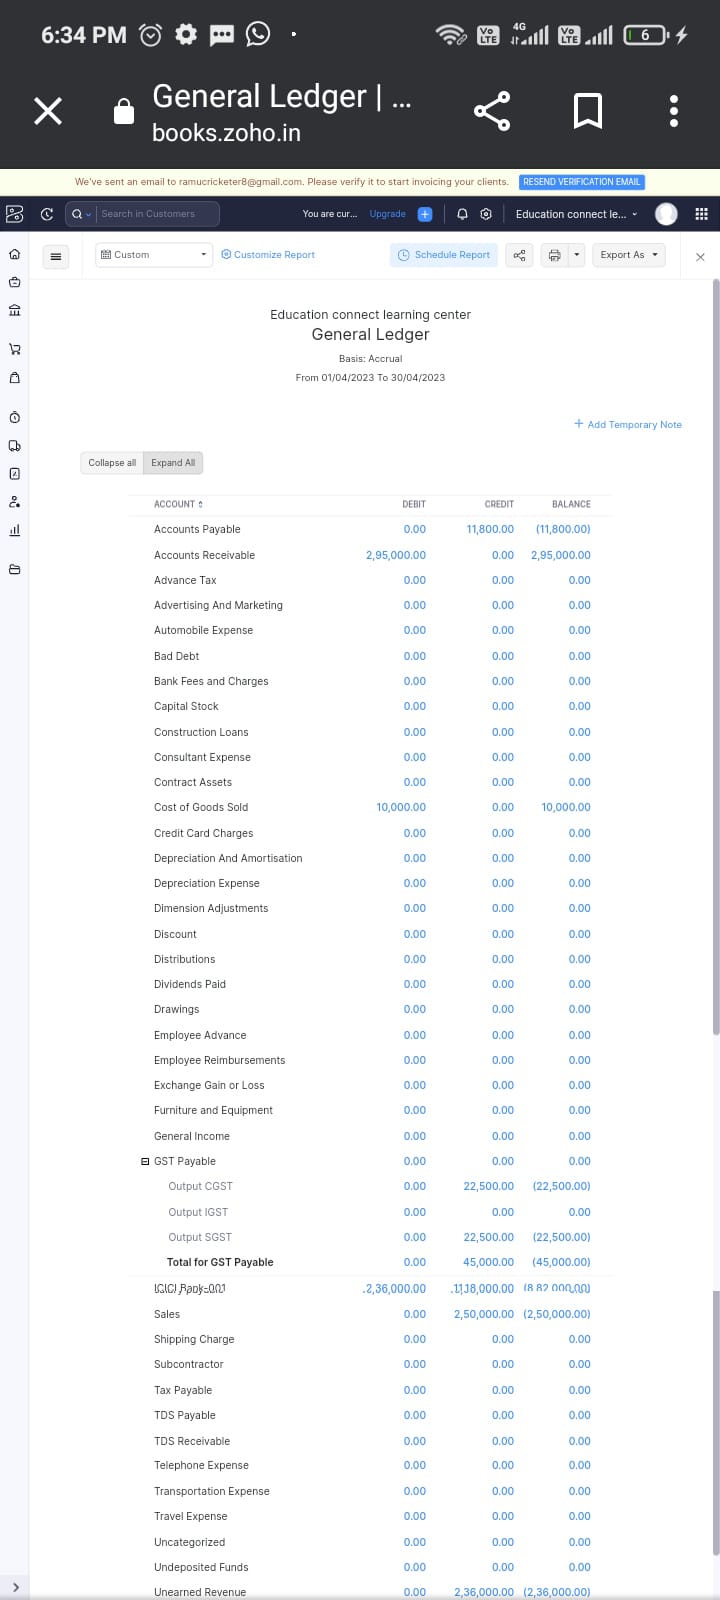 6:34 PM
4G
Vo LTE
Vo LTE
6
General Ledger | ...
books.zoho.in
We've sent an email to ramucricketer8@gmail.com. Please verify it to start invoicing your clients. RESEND VERIFICATION EMAIL
Search in Customers You are cur... Upgrade Education connect le...
Custom Customize Report Schedule Report Export As
Education connect learning center
General Ledger
Basis: Accrual
From 01/04/2023 To 30/04/2023
+ Add Temporary Note
Collapse all Expand All
ACCOUNT DEBIT CREDIT BALANCE
Accounts Payable 0.00 11,800.00 (11,800.00)
Accounts Receivable 2,95,000.00 0.00 2,95,000.00
Advance Tax 0.00 0.00 0.00
Advertising And Marketing 0.00 0.00 0.00
Automobile Expense 0.00 0.00 0.00
Bad Debt 0.00 0.00 0.00
Bank Fees and Charges 0.00 0.00 0.00
Capital Stock 0.00 0.00 0.00
Construction Loans 0.00 0.00 0.00
Consultant Expense 0.00 0.00 0.00
Contract Assets 0.00 0.00 0.00
Cost of Goods Sold 10,000.00 0.00 10,000.00
Credit Card Charges 0.00 0.00 0.00
Depreciation And Amortisation 0.00 0.00 0.00
Depreciation Expense 0.00 0.00 0.00
Dimension Adjustments 0.00 0.00 0.00
Discount 0.00 0.00 0.00
Distributions 0.00 0.00 0.00
Dividends Paid 0.00 0.00 0.00
Drawings 0.00 0.00 0.00
Employee Advance 0.00 0.00 0.00
Employee Reimbursements 0.00 0.00 0.00
Exchange Gain or Loss 0.00 0.00 0.00
Furniture and Equipment 0.00 0.00 0.00
General Income 0.00 0.00 0.00
GST Payable 0.00 0.00 0.00
Output CGST 0.00 22,500.00 (22,500.00)
Output IGST 0.00 0.00 0.00
Output SGST 0.00 22,500.00 (22,500.00)
Total for GST Payable 0.00 45,000.00 (45,000.00)
Sales 0.00 2,50,000.00 (2,50,000.00)
Shipping Charge 0.00 0.00 0.00
Subcontractor 0.00 0.00 0.00
Tax Payable 0.00 0.00 0.00
TDS Payable 0.00 0.00 0.00
TDS Receivable 0.00 0.00 0.00
Telephone Expense 0.00 0.00 0.00
Transportation Expense 0.00 0.00 0.00
Travel Expense 0.00 0.00 0.00
Uncategorized 0.00 0.00 0.00
Undeposited Funds 0.00 0.00 0.00
Unearned Revenue 0.00 2,36,000.00 (2,36,000.00)